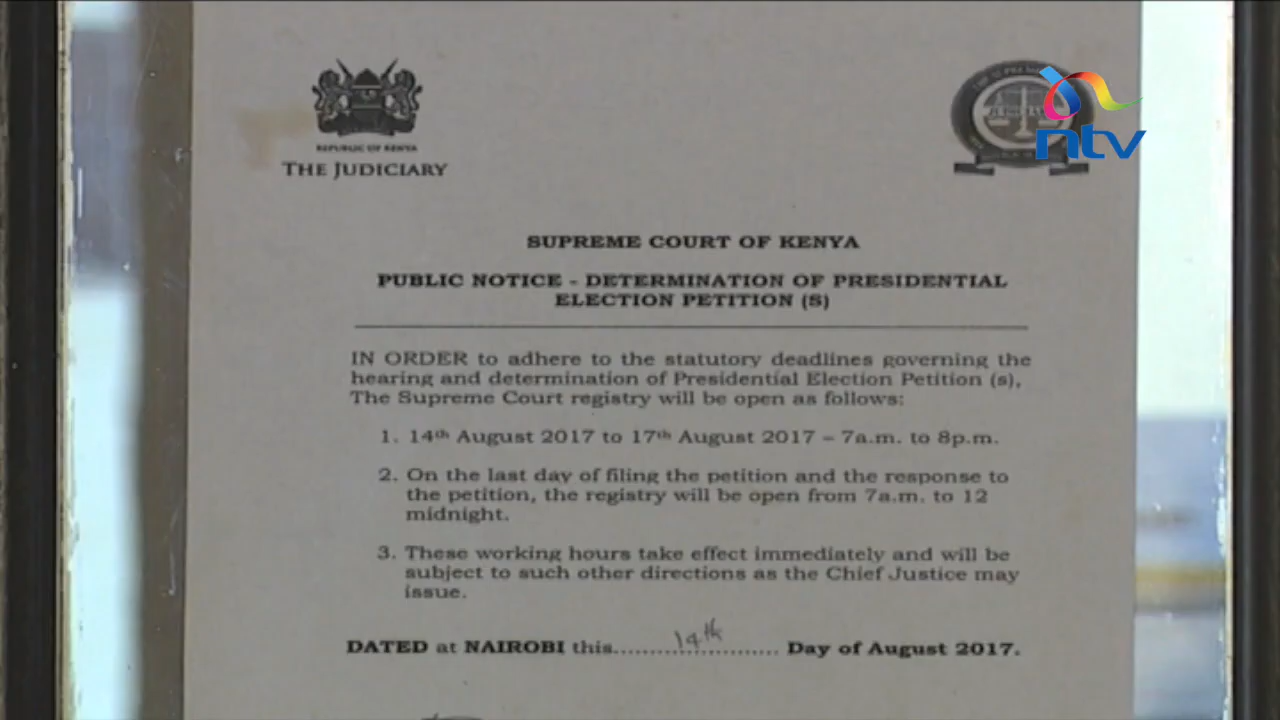 REPUBLIC OF KENYA
THE JUDICIARY
ntv
SUPREME COURT OF KENYA
PUBLIC NOTICE - DETERMINATION OF PRESIDENTIAL
ELECTION PETITION (S)
IN ORDER to adhere to the statutory deadlines governing the
hearing and determination of Presidential Election Petition (s),
The Supreme Court registry will be open as follows:
1. 14th August 2017 to 17th August 2017 – 7a.m. to 8p.m.
2. On the last day of filing the petition and the response to
the petition, the registry will be open from 7a.m. to 12
midnight.
3. These working hours take effect immediately and will be
subject to such other directions as the Chief Justice may
issue.
DATED at NAIROBI this......14th...... Day of August 2017.